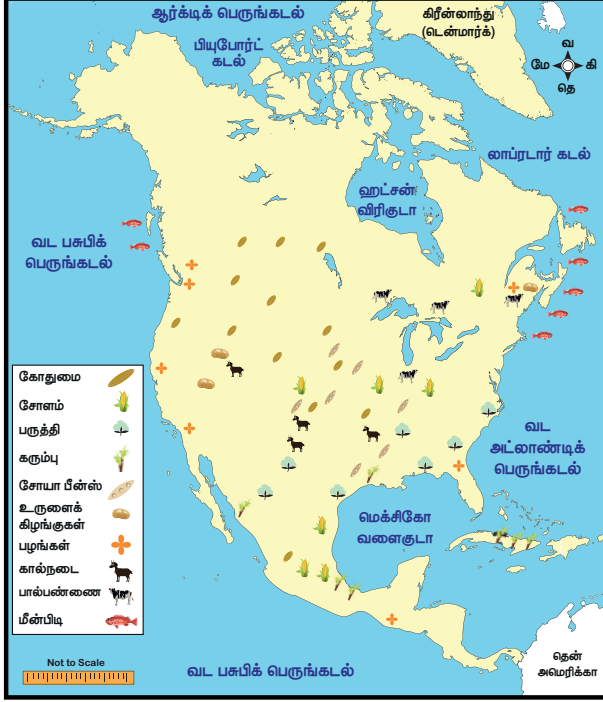 ஆர்க்டிக் பெருங்கடல்
கிரீன்லாந்து
(டென்மார்க்)
பியுபோர்ட்
கடல்
வ
மே
கி
தெ
லாப்ரடார் கடல்
ஹட்சன்
விரிகுடா
வட பசுபிக்
பெருங்கடல்
கோதுமை
சோளம்
பருத்தி
கரும்பு
சோயா பீன்ஸ்
உருளைக்
கிழங்குகள்
பழங்கள்
கால்நடை
பால்பண்ணை
மீன்பிடி
வட
அட்லாண்டிக்
பெருங்கடல்
மெக்சிகோ
வளைகுடா
Not to Scale
வட பசுபிக் பெருங்கடல்
தென்
அமெரிக்கா